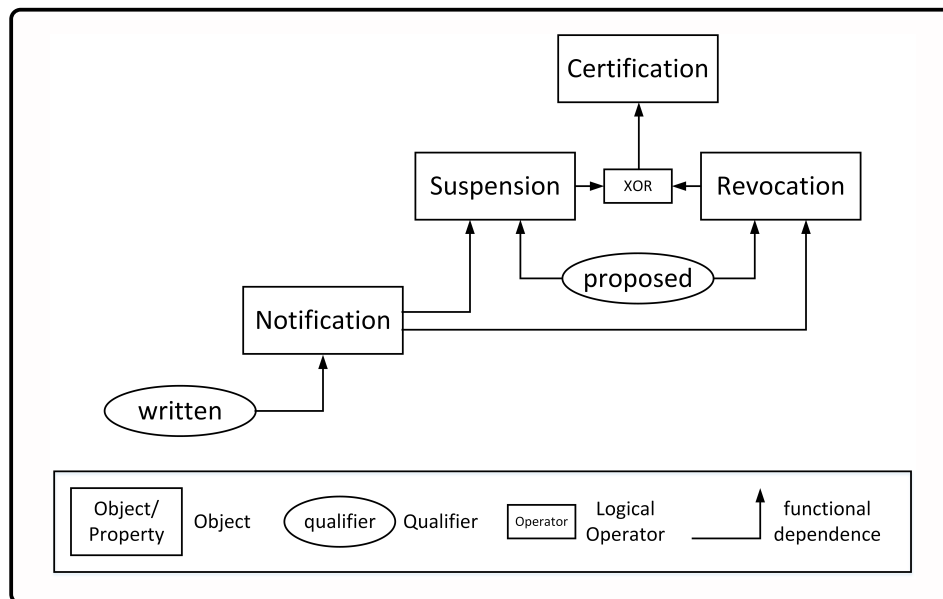 Certification
Suspension
XOR
Revocation
proposed
Notification
written
Object/
Property
Object
qualifier
Qualifier
Operator
Logical
Operator
functional
dependence